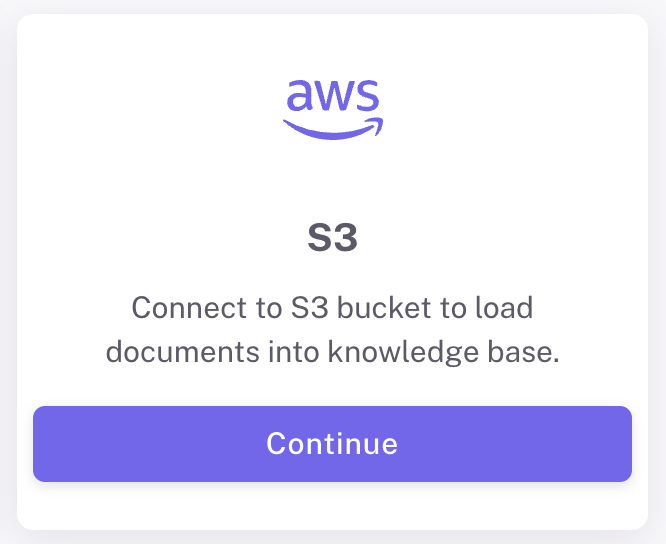 aws
S3
Connect to S3 bucket to load
documents into knowledge base.
Continue